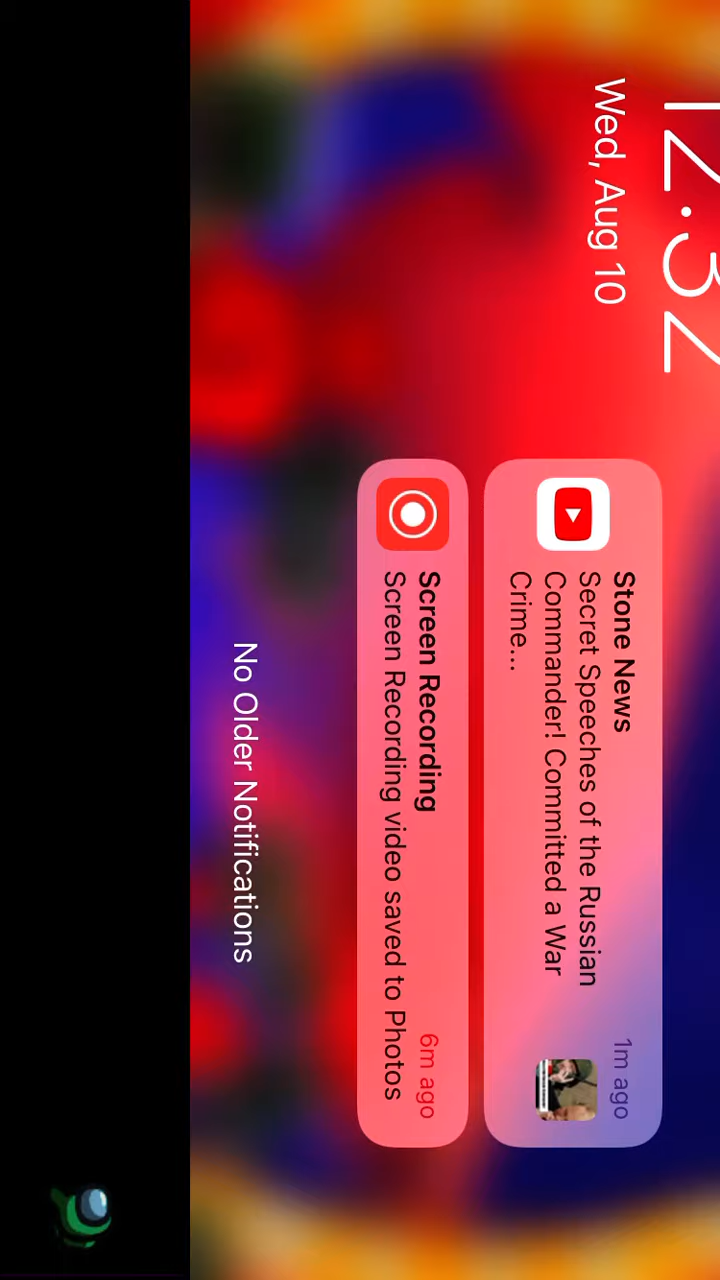 12:32
Wed, Aug 10
Stone News
1m ago
Secret Speeches of the Russian
Commander! Committed a War
Crime...
Screen Recording
6m ago
Screen Recording video saved to Photos
No Older Notifications